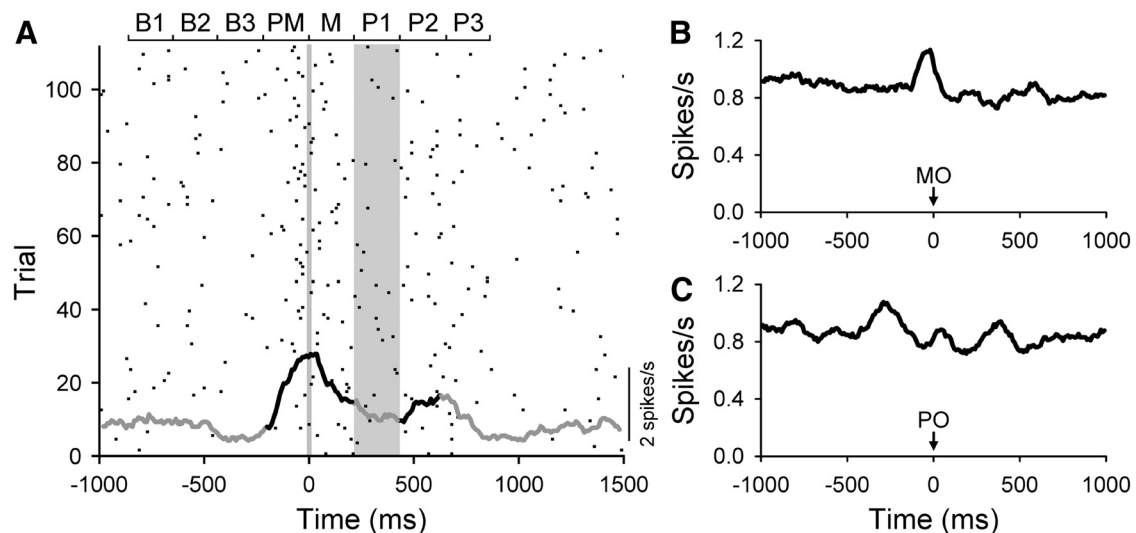 A
B1 B2 B3 PM M P1 P2 P3
100
80
60
40
20
0
Trial
2 spikes/s
-1000 -500 0 500 1000 1500
Time (ms)
B
1.2
0.8
0.4
0.0
Spikes/s
MO
-1000 -500 0 500 1000
C
1.2
0.8
0.4
0.0
Spikes/s
PO
-1000 -500 0 500 1000
Time (ms)